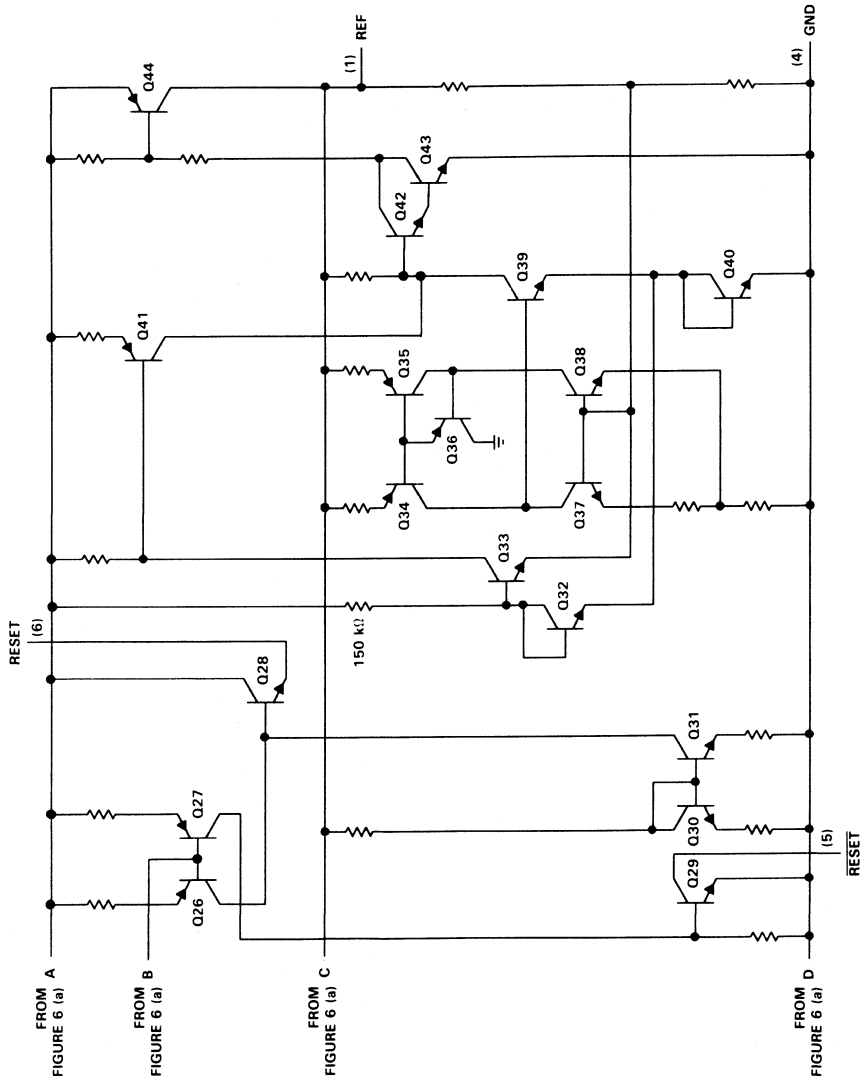 RESET
(6)
(1) REF
Q44
Q41
Q42
Q43
Q28
Q27
Q26
150 kΩ
Q33
Q32
Q34
Q35
Q36
Q39
Q37
Q38
Q40
Q31
Q30
Q29
(5)
RESET
(4) GND
FROM A
FIGURE 6 (a)
FROM B
FIGURE 6 (a)
FROM C
FIGURE 6 (a)
FROM D
FIGURE 6 (a)